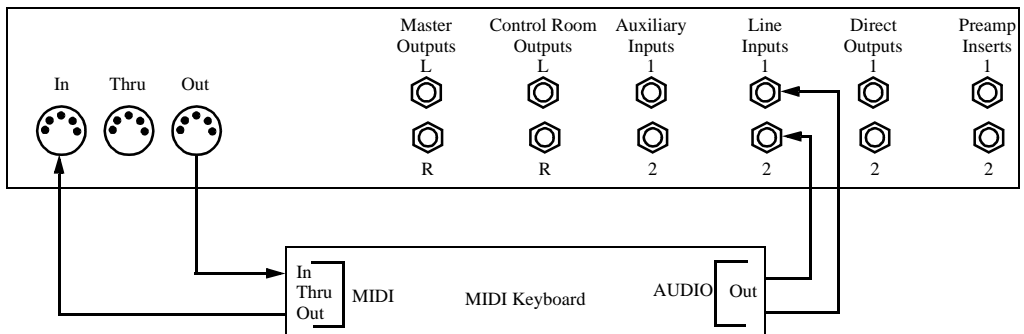 Master Outputs L
Control Room Outputs L
Auxiliary Inputs 1
Line Inputs 1
Direct Outputs 1
Preamp Inserts 1
In Thru Out
R R 2 2 2 2
In
Thru
Out
MIDI
MIDI Keyboard
AUDIO
Out